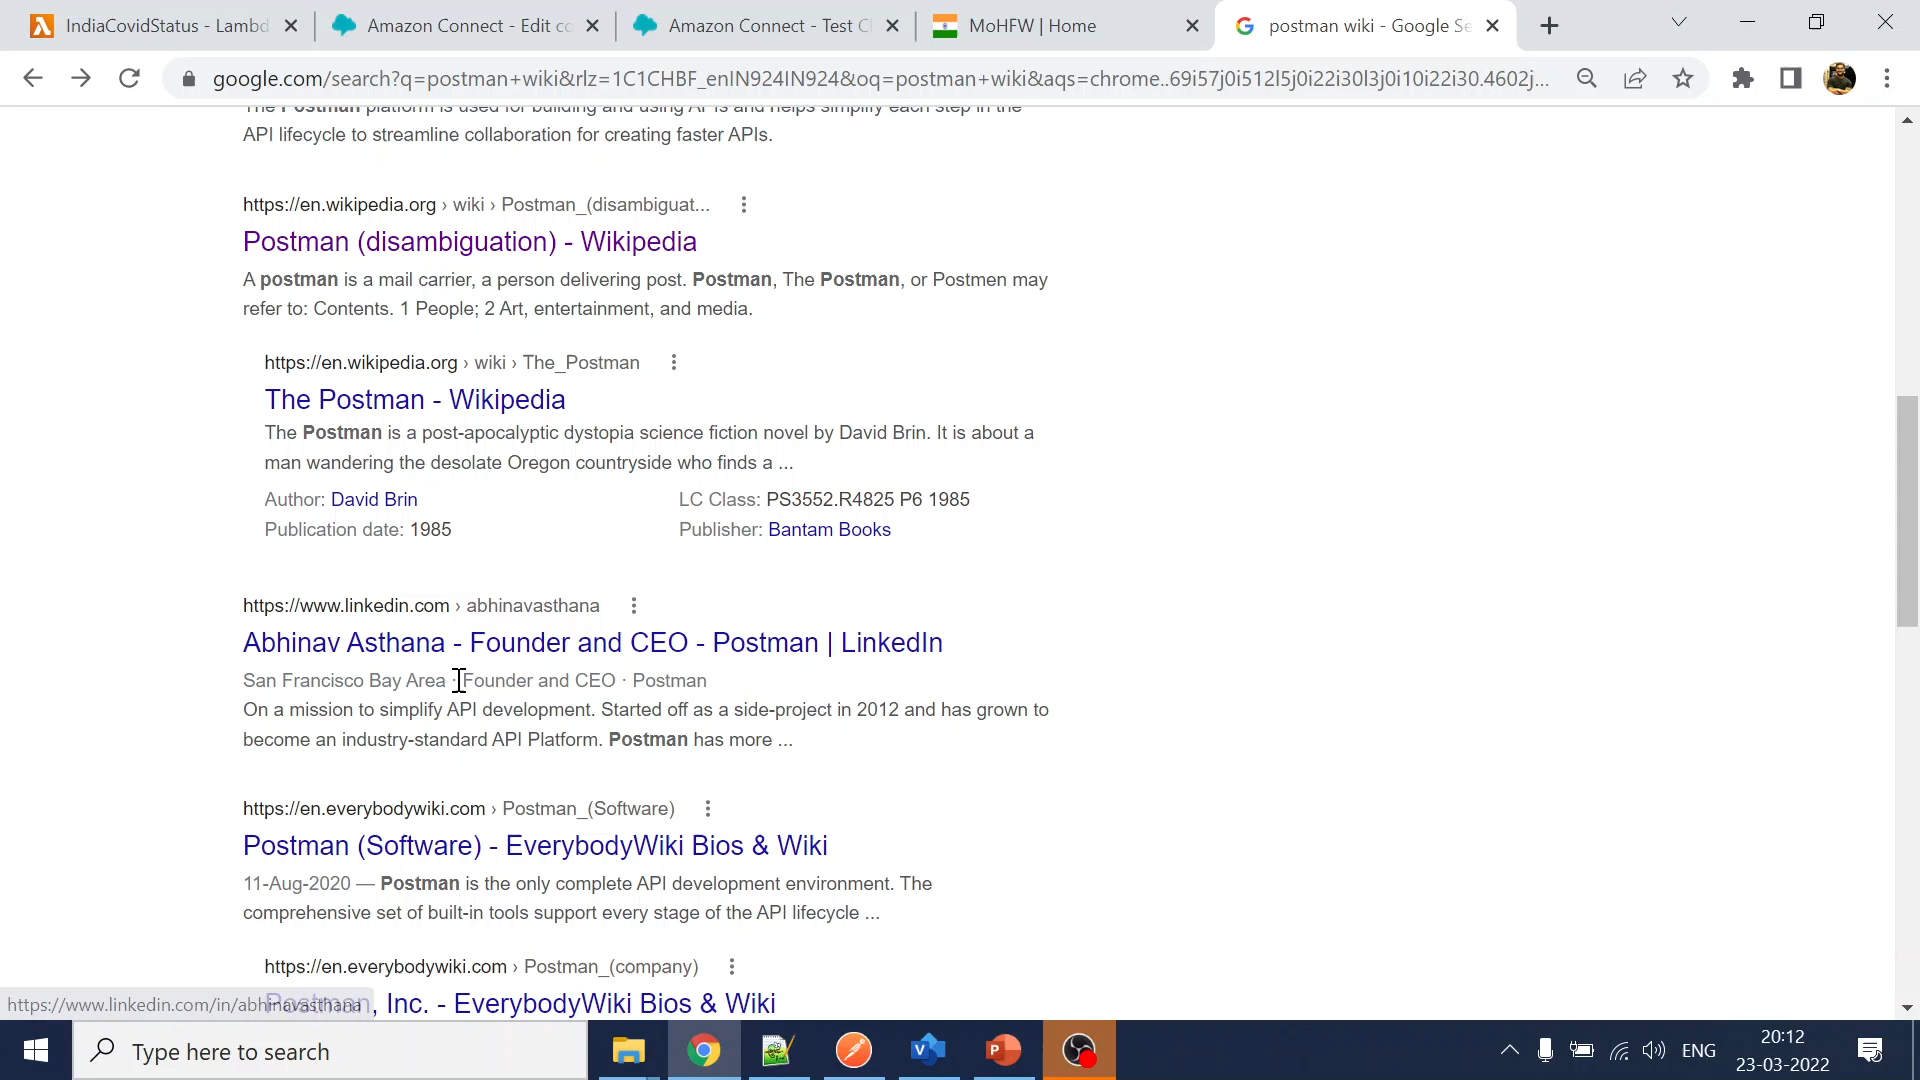 IndiaCovidStatus - Lambd
Amazon Connect - Edit co
Amazon Connect - Test Ch
MoHFW | Home
postman wiki - Google Se
google.com/search?q=postman+wiki&rlz=1C1CHBF_enIN924IN924&oq=postman+wiki&aqs=chrome..69i57j0i512l5j0i22i30l3j0i10i22i30.4602j...
The Postman platform is used for building and using APIs and helps simplify each step in the
API lifecycle to streamline collaboration for creating faster APIs.
https://en.wikipedia.org › wiki › Postman_(disambiguat...
Postman (disambiguation) - Wikipedia
A postman is a mail carrier, a person delivering post. Postman, The Postman, or Postmen may
refer to: Contents. 1 People; 2 Art, entertainment, and media.
https://en.wikipedia.org › wiki › The_Postman
The Postman - Wikipedia
The Postman is a post-apocalyptic dystopia science fiction novel by David Brin. It is about a
man wandering the desolate Oregon countryside who finds a ...
Author: David Brin LC Class: PS3552.R4825 P6 1985
Publication date: 1985 Publisher: Bantam Books
https://www.linkedin.com › abhinavasthana
Abhinav Asthana - Founder and CEO - Postman | LinkedIn
San Francisco Bay Area · Founder and CEO · Postman
On a mission to simplify API development. Started off as a side-project in 2012 and has grown to
become an industry-standard API Platform. Postman has more ...
https://en.everybodywiki.com › Postman_(Software)
Postman (Software) - EverybodyWiki Bios & Wiki
11-Aug-2020 — Postman is the only complete API development environment. The
comprehensive set of built-in tools support every stage of the API lifecycle ...
https://en.everybodywiki.com › Postman_(company)
Postman, Inc. - EverybodyWiki Bios & Wiki
https://www.linkedin.com/in/abhinavasthana
Type here to search
ENG
20:12
23-03-2022